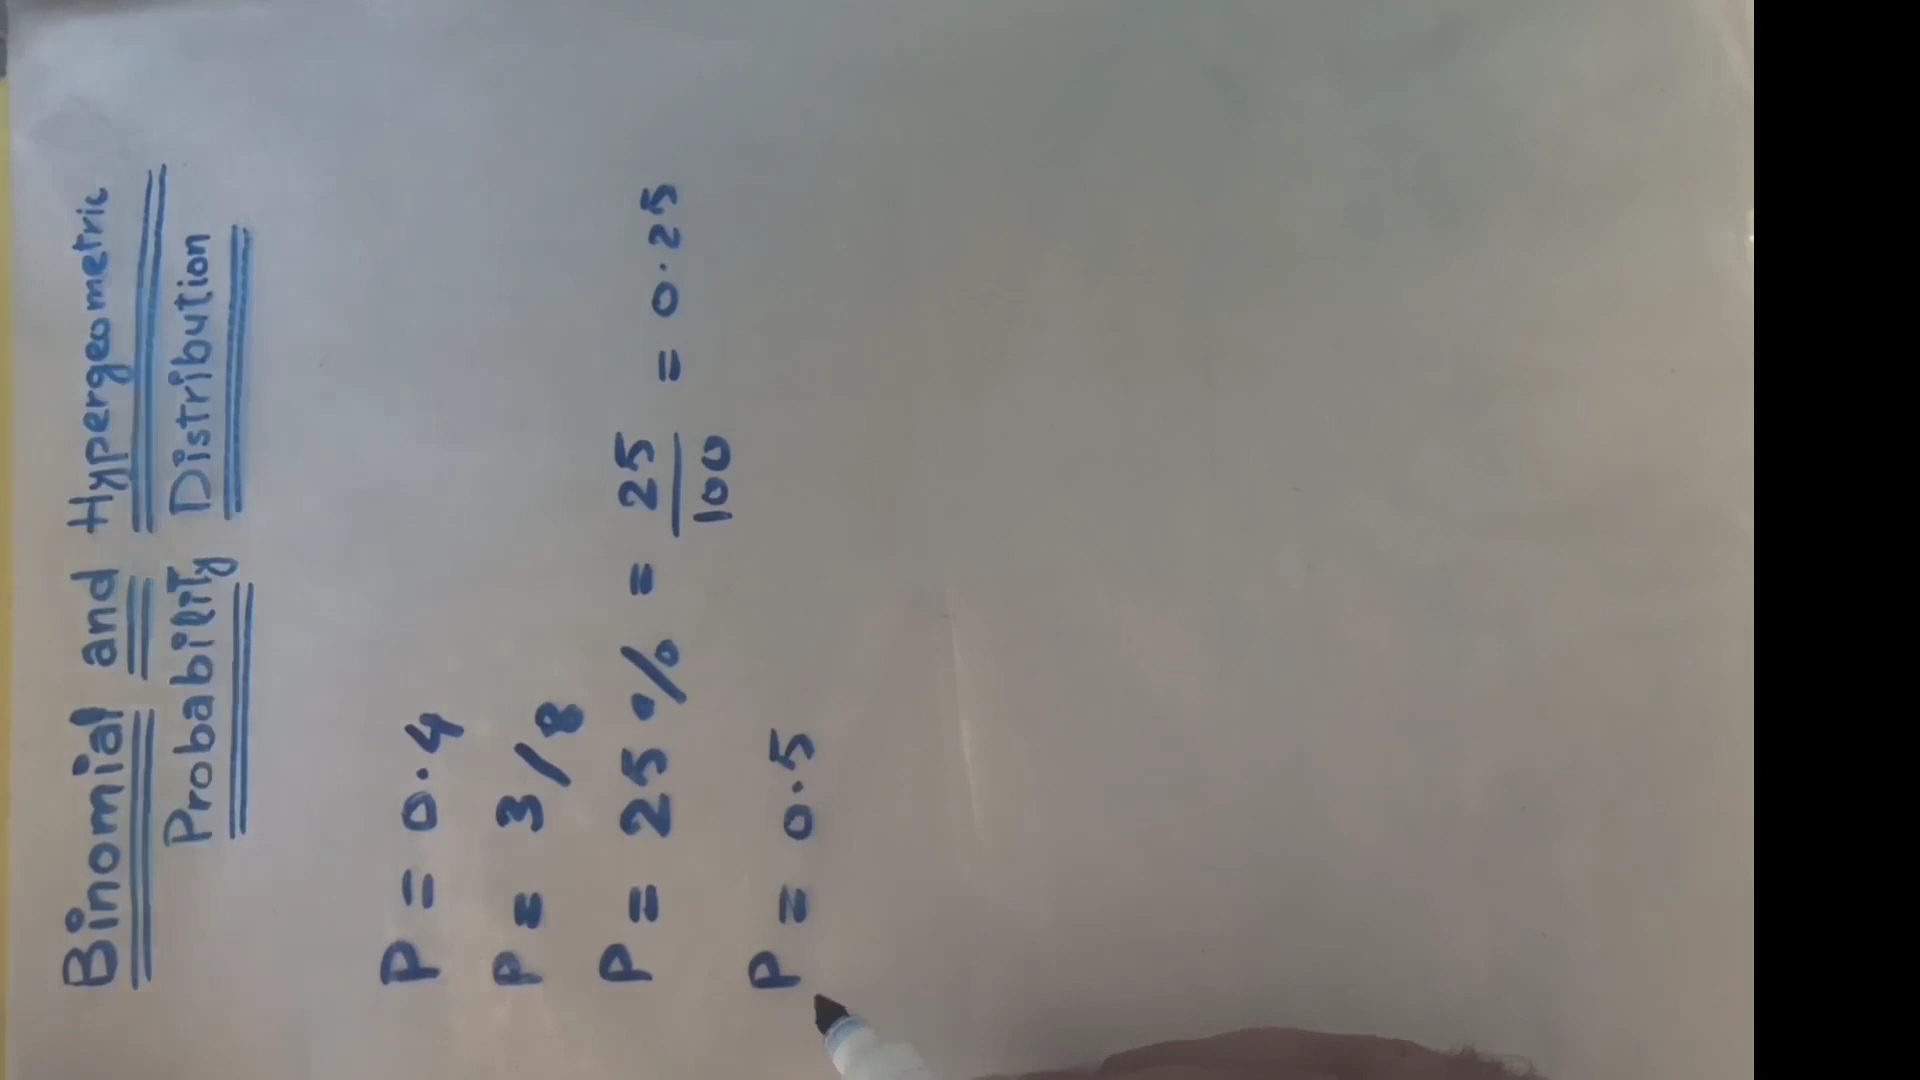 Binomial and Hypergeometric
Probability Distribution
P = 0.4
P = 3/8
P = 25% = 25/100 = 0.25
P = 0.5